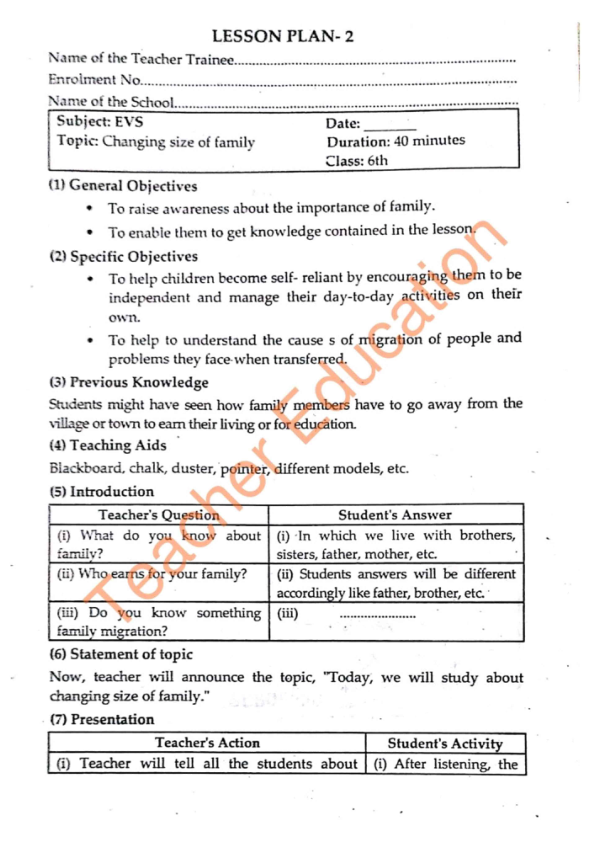 LESSON PLAN- 2
Name of the Teacher Trainee......................................................................
Enrolment No...............................................................................................
Name of the School.....................................................................................
Subject: EVS
Date: ________
Topic: Changing size of family
Duration: 40 minutes
Class: 6th
(1) General Objectives
• To raise awareness about the importance of family.
• To enable them to get knowledge contained in the lesson.
(2) Specific Objectives
• To help children become self- reliant by encouraging them to be
independent and manage their day-to-day activities on their
own.
• To help to understand the cause s of migration of people and
problems they face when transferred.
(3) Previous Knowledge
Students might have seen how family members have to go away from the
village or town to earn their living or for education.
(4) Teaching Aids
Blackboard, chalk, duster, pointer, different models, etc.
(5) Introduction
Teacher's Question
Student's Answer
(i) What do you know about
family?
(i) In which we live with brothers,
sisters, father, mother, etc.
(ii) Who earns for your family?
(ii) Students answers will be different
accordingly like father, brother, etc.
(iii) Do you know something
family migration?
(iii) ........................
(6) Statement of topic
Now, teacher will announce the topic, "Today, we will study about
changing size of family."
(7) Presentation
Teacher's Action
Student's Activity
(i) Teacher will tell all the students about
(i) After listening, the
Teacher Education